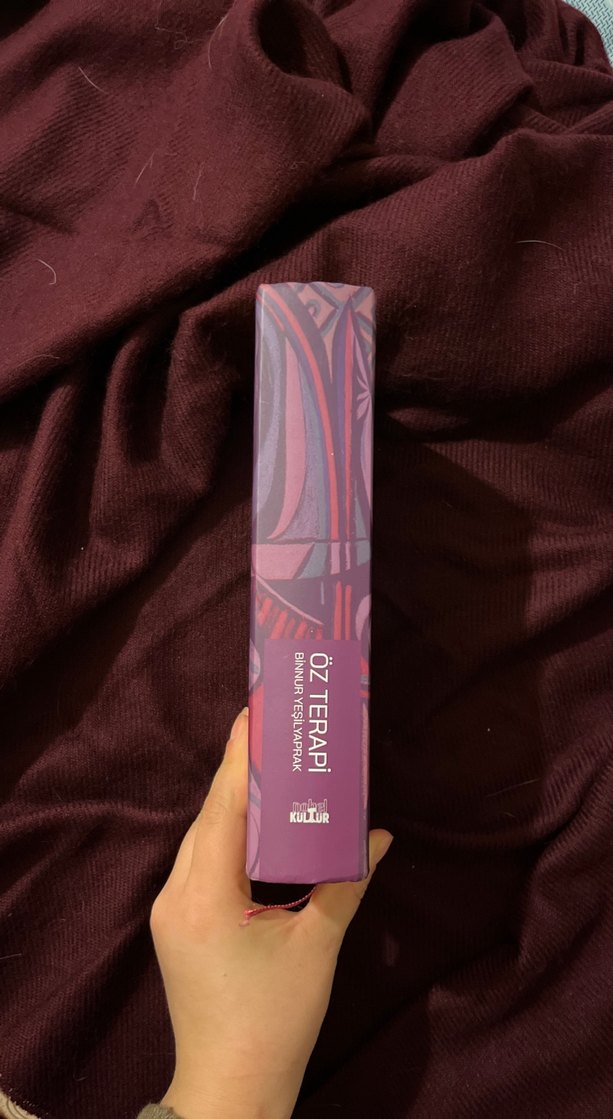 ÖZ TERAPİ
BİNNUR YEŞİLYAPRAK
nobel
KÜLTÜR